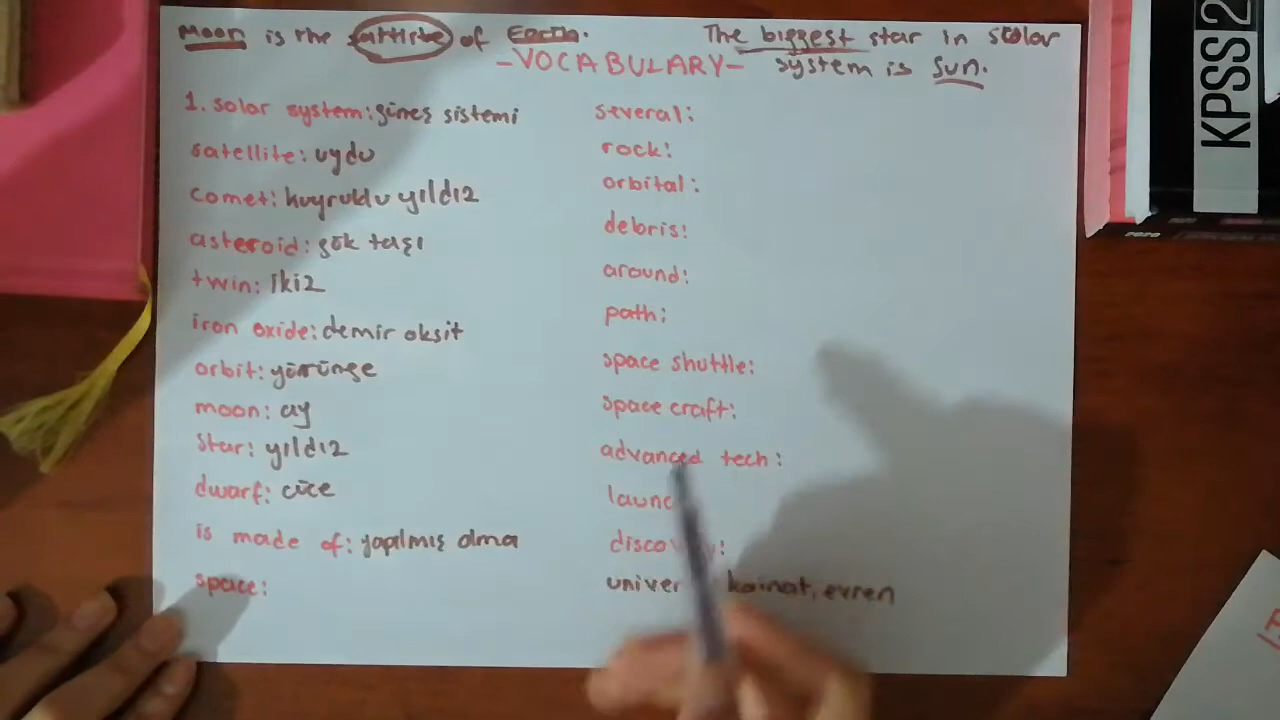 Moon is the sattlite of Earth.
The biggest star in solar
system is Sun.
-VOCABULARY-
1. solar system: güneş sistemi
satellite: uydu
comet: kuyruklu yıldız
asteroid: gök taşı
twin: ikiz
iron oxide: demir oksit
orbit: yörünge
moon: ay
star: yıldız
dwarf: cüce
is made of: yapılmış olma
space:
several:
rock:
orbital:
debris:
around:
path:
space shuttle:
space craft:
advanced tech:
kainat, evren
KPSS
2020